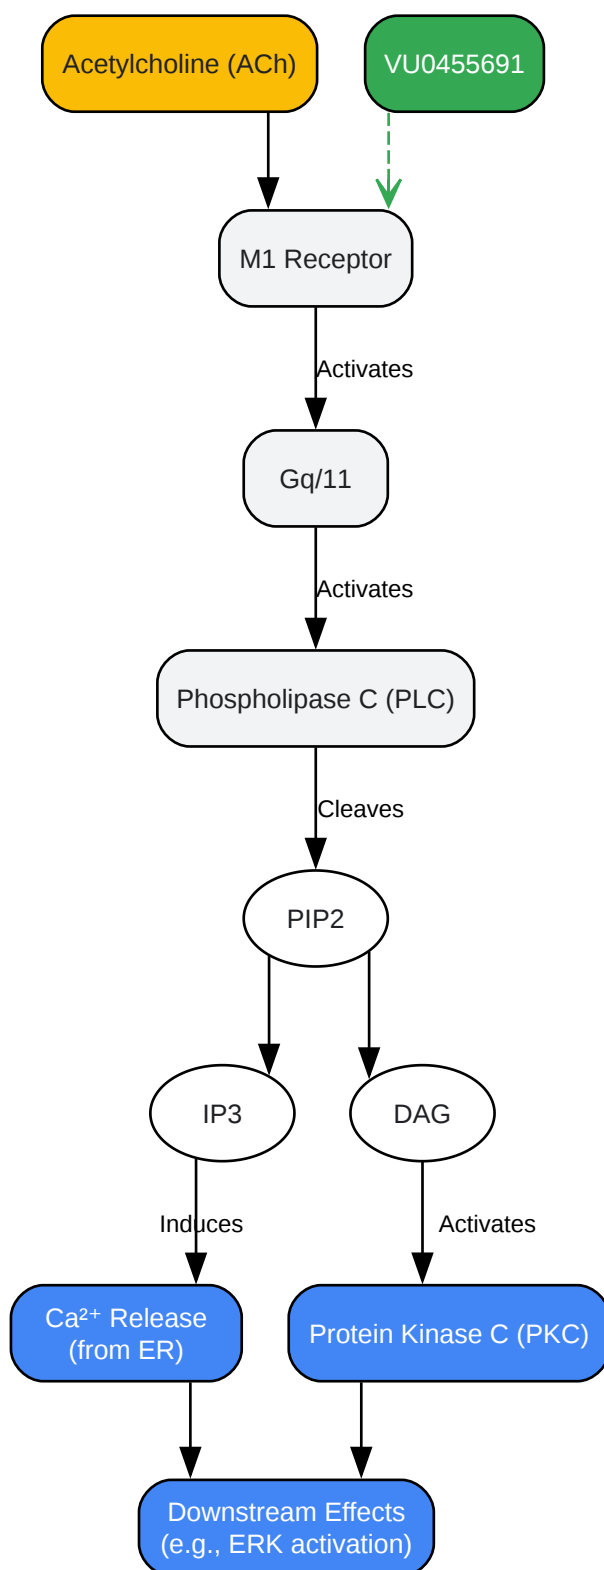 Acetylcholine (ACh)
VU0455691
M1 Receptor
Activates
Gq/11
Activates
Phospholipase C (PLC)
Cleaves
PIP2
IP3
DAG
Induces
Activates
Ca²⁺ Release
(from ER)
Protein Kinase C (PKC)
Downstream Effects
(e.g., ERK activation)